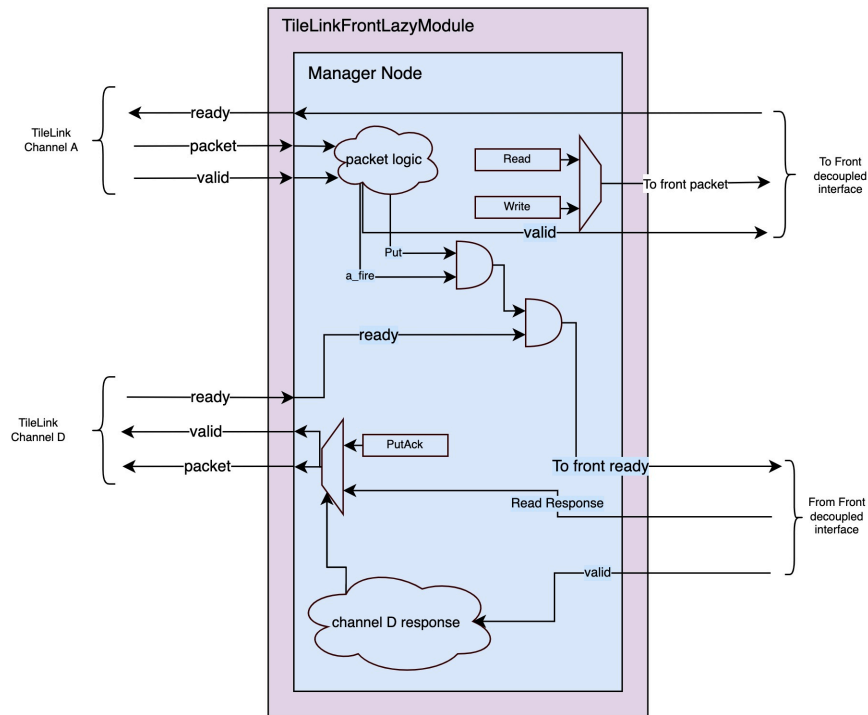 TileLinkFrontLazyModule
Manager Node
TileLink
Channel A
ready
packet
valid
packet logic
Read
Write
To front packet
To Front
decoupled
interface
valid
Put
a_fire
ready
TileLink
Channel D
ready
valid
packet
PutAck
To front ready
Read Response
From Front
decoupled
interface
valid
channel D response